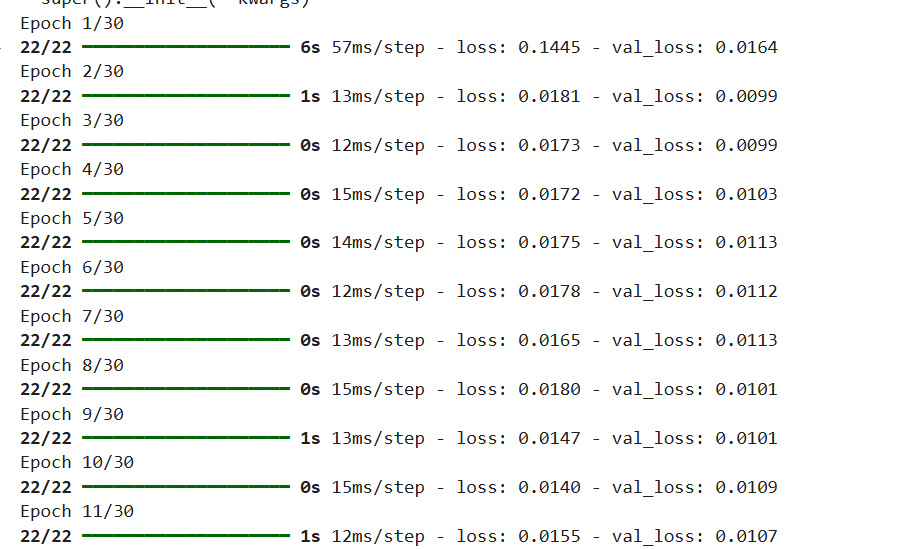 super().__init__(**kwargs)
Epoch 1/30
22/22 ━━━━━━━━━━━━━━━━━━━━ 6s 57ms/step - loss: 0.1445 - val_loss: 0.0164
Epoch 2/30
22/22 ━━━━━━━━━━━━━━━━━━━━ 1s 13ms/step - loss: 0.0181 - val_loss: 0.0099
Epoch 3/30
22/22 ━━━━━━━━━━━━━━━━━━━━ 0s 12ms/step - loss: 0.0173 - val_loss: 0.0099
Epoch 4/30
22/22 ━━━━━━━━━━━━━━━━━━━━ 0s 15ms/step - loss: 0.0172 - val_loss: 0.0103
Epoch 5/30
22/22 ━━━━━━━━━━━━━━━━━━━━ 0s 14ms/step - loss: 0.0175 - val_loss: 0.0113
Epoch 6/30
22/22 ━━━━━━━━━━━━━━━━━━━━ 0s 12ms/step - loss: 0.0178 - val_loss: 0.0112
Epoch 7/30
22/22 ━━━━━━━━━━━━━━━━━━━━ 0s 13ms/step - loss: 0.0165 - val_loss: 0.0113
Epoch 8/30
22/22 ━━━━━━━━━━━━━━━━━━━━ 0s 15ms/step - loss: 0.0180 - val_loss: 0.0101
Epoch 9/30
22/22 ━━━━━━━━━━━━━━━━━━━━ 1s 13ms/step - loss: 0.0147 - val_loss: 0.0101
Epoch 10/30
22/22 ━━━━━━━━━━━━━━━━━━━━ 0s 15ms/step - loss: 0.0140 - val_loss: 0.0109
Epoch 11/30
22/22 ━━━━━━━━━━━━━━━━━━━━ 1s 12ms/step - loss: 0.0155 - val_loss: 0.0107